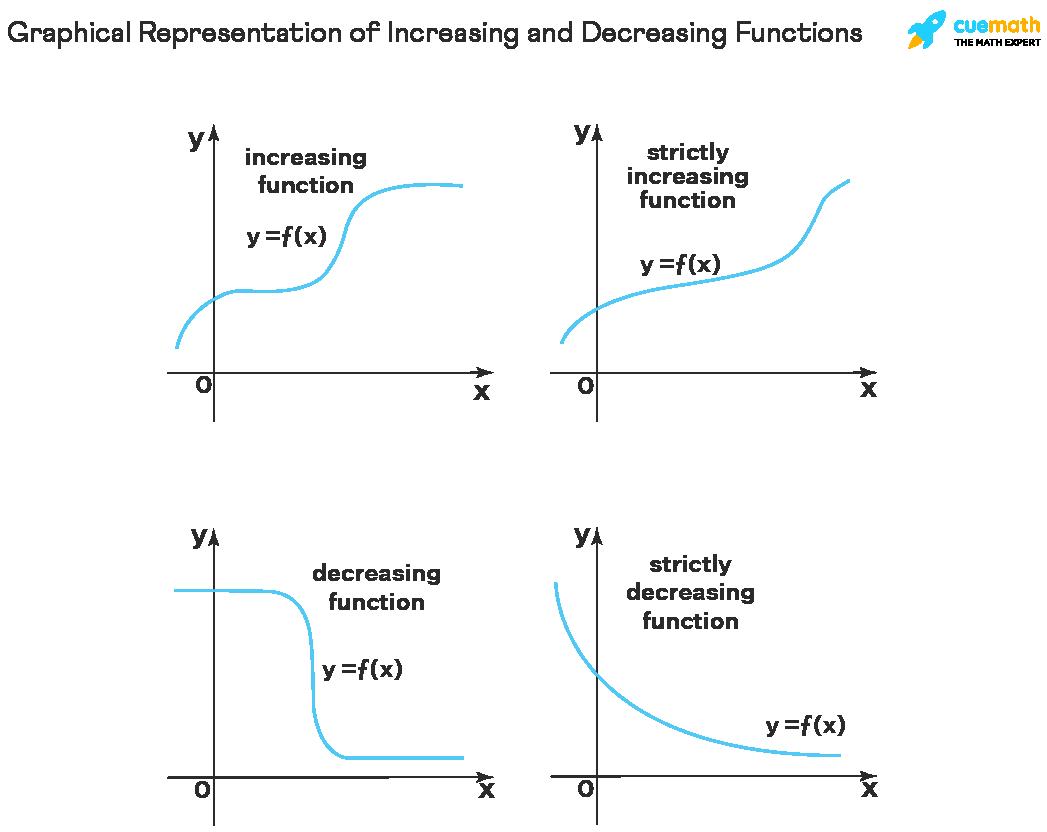 Graphical Representation of Increasing and Decreasing Functions
cuemath
THE MATH EXPERT
y
increasing
function
y =f(x)
0
x
y
strictly
increasing
function
y =f(x)
0
x
y
decreasing
function
y =f(x)
0
x
y
strictly
decreasing
function
y =f(x)
0
x